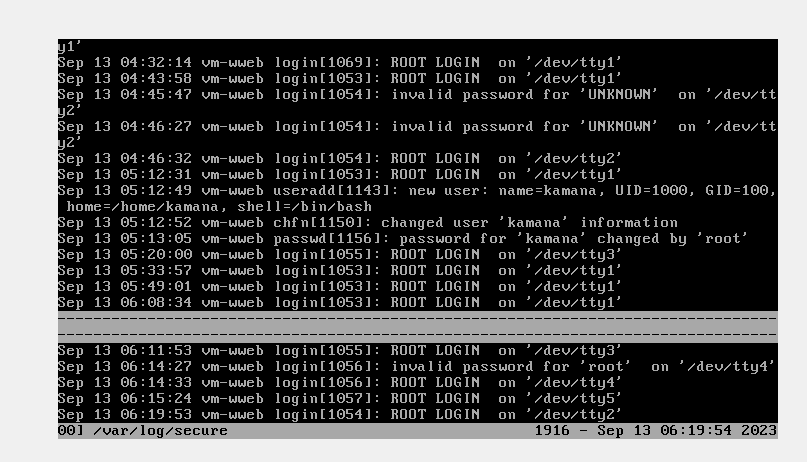 y1'
Sep 13 04:32:14 vm-wweb login[1069]: ROOT LOGIN  on '/dev/tty1'
Sep 13 04:43:58 vm-wweb login[1053]: ROOT LOGIN  on '/dev/tty1'
Sep 13 04:45:47 vm-wweb login[1054]: invalid password for 'UNKNOWN'  on '/dev/tt
y2'
Sep 13 04:46:27 vm-wweb login[1054]: invalid password for 'UNKNOWN'  on '/dev/tt
y2'
Sep 13 04:46:32 vm-wweb login[1054]: ROOT LOGIN  on '/dev/tty2'
Sep 13 05:12:31 vm-wweb login[1053]: ROOT LOGIN  on '/dev/tty1'
Sep 13 05:12:49 vm-wweb useradd[1143]: new user: name=kamana, UID=1000, GID=100,
 home=/home/kamana, shell=/bin/bash
Sep 13 05:12:52 vm-wweb chfn[1150]: changed user 'kamana' information
Sep 13 05:13:05 vm-wweb passwd[1156]: password for 'kamana' changed by 'root'
Sep 13 05:20:00 vm-wweb login[1055]: ROOT LOGIN  on '/dev/tty3'
Sep 13 05:33:57 vm-wweb login[1053]: ROOT LOGIN  on '/dev/tty1'
Sep 13 05:49:01 vm-wweb login[1053]: ROOT LOGIN  on '/dev/tty1'
Sep 13 06:08:34 vm-wweb login[1053]: ROOT LOGIN  on '/dev/tty1'
--------------------------------------------------------------------------------
--------------------------------------------------------------------------------
Sep 13 06:11:53 vm-wweb login[1055]: ROOT LOGIN  on '/dev/tty3'
Sep 13 06:14:27 vm-wweb login[1056]: invalid password for 'root'  on '/dev/tty4'
Sep 13 06:14:33 vm-wweb login[1056]: ROOT LOGIN  on '/dev/tty4'
Sep 13 06:15:24 vm-wweb login[1057]: ROOT LOGIN  on '/dev/tty5'
Sep 13 06:19:53 vm-wweb login[1054]: ROOT LOGIN  on '/dev/tty2'
00] /var/log/secure 1916 - Sep 13 06:19:54 2023